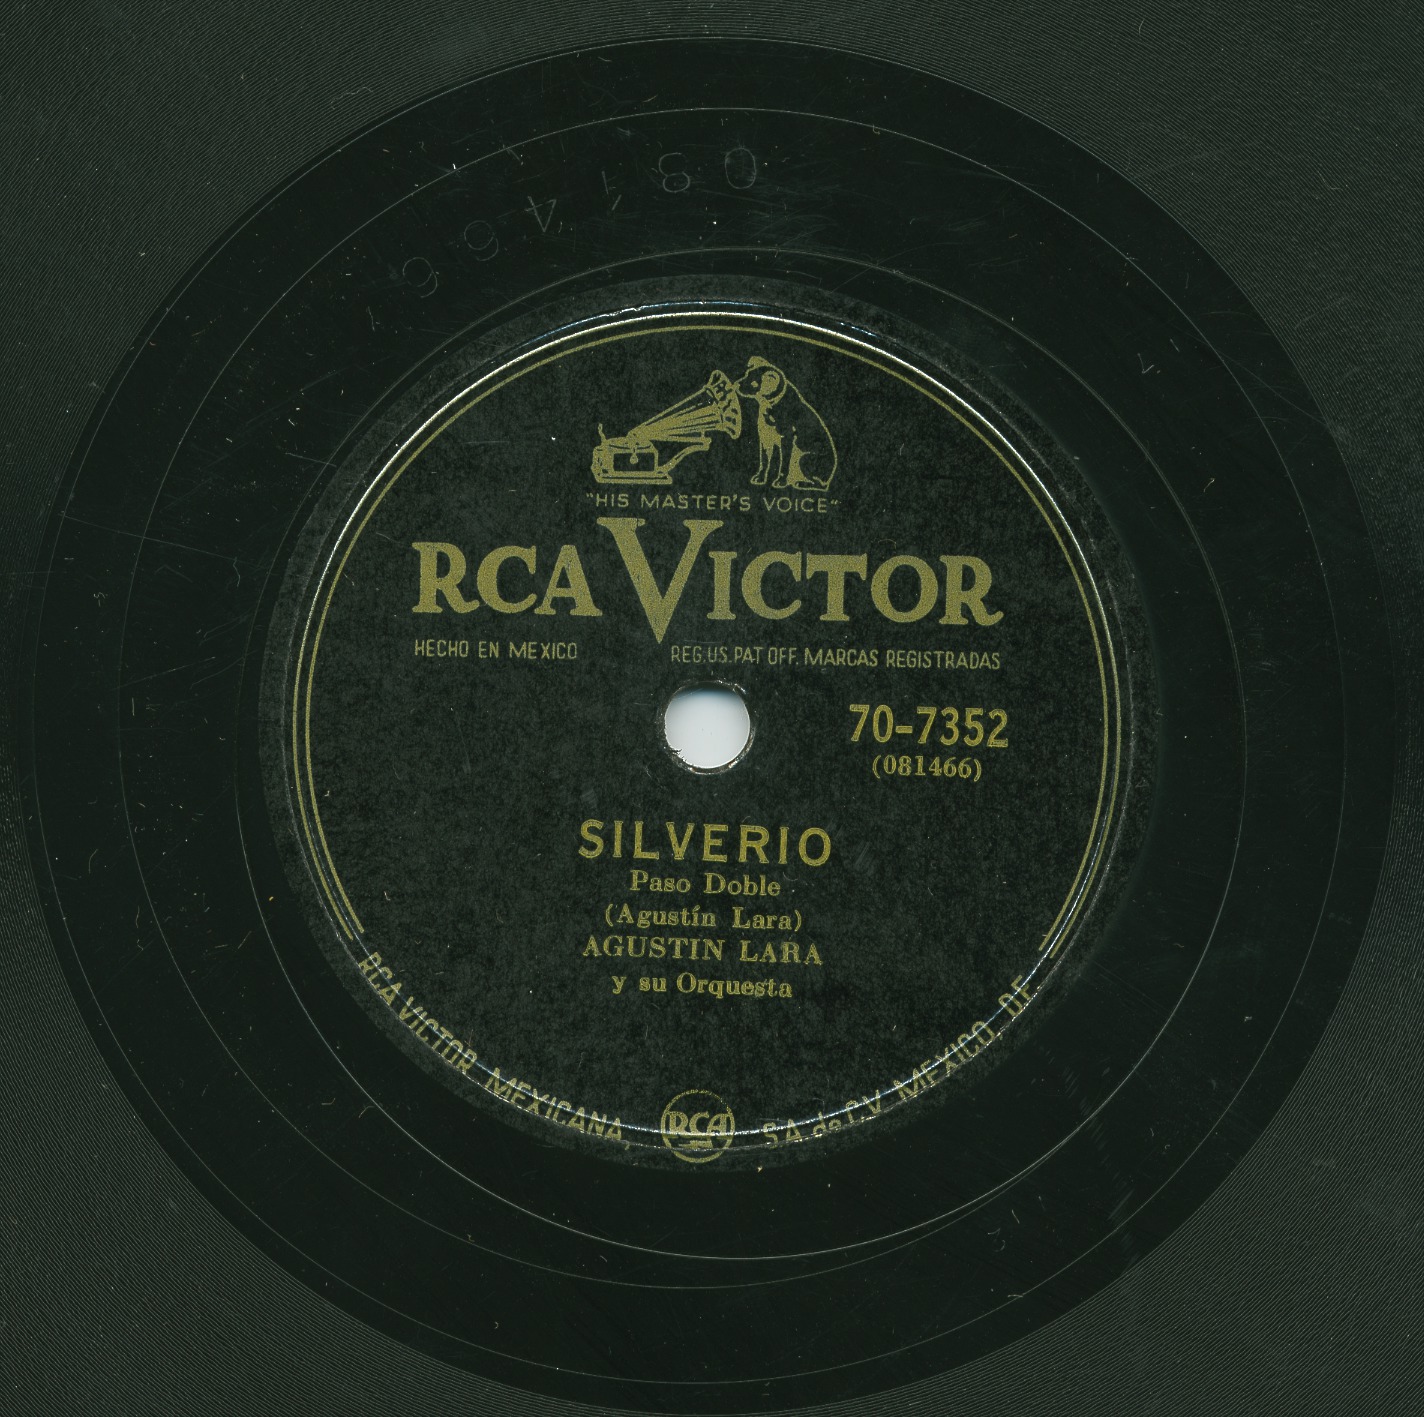 081466
"HIS MASTER'S VOICE"
RCA VICTOR
HECHO EN MEXICO REG. US. PAT OFF. MARCAS REGISTRADAS
70-7352
(081466)
SILVERIO
Paso Doble
(Agustín Lara)
AGUSTIN LARA
y su Orquesta
RCA VICTOR MEXICANA, RCA S.A. de C.V. MEXICO, D.F.